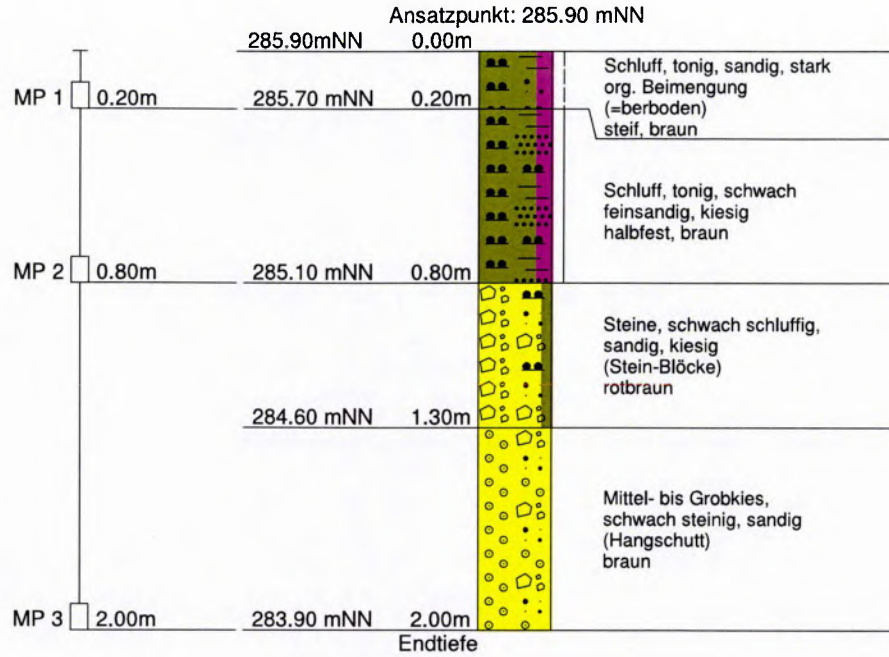 Ansatzpunkt: 285.90 mNN
285.90mNN 0.00m
Schluff, tonig, sandig, stark
org. Beimengung
(=berboden)
steif, braun
MP 1 0.20m 285.70 mNN 0.20m
Schluff, tonig, schwach
feinsandig, kiesig
halbfest, braun
MP 2 0.80m 285.10 mNN 0.80m
Steine, schwach schluffig,
sandig, kiesig
(Stein-Blöcke)
rotbraun
284.60 mNN 1.30m
Mittel- bis Grobkies,
schwach steinig, sandig
(Hangschutt)
braun
MP 3 2.00m 283.90 mNN 2.00m
Endtiefe